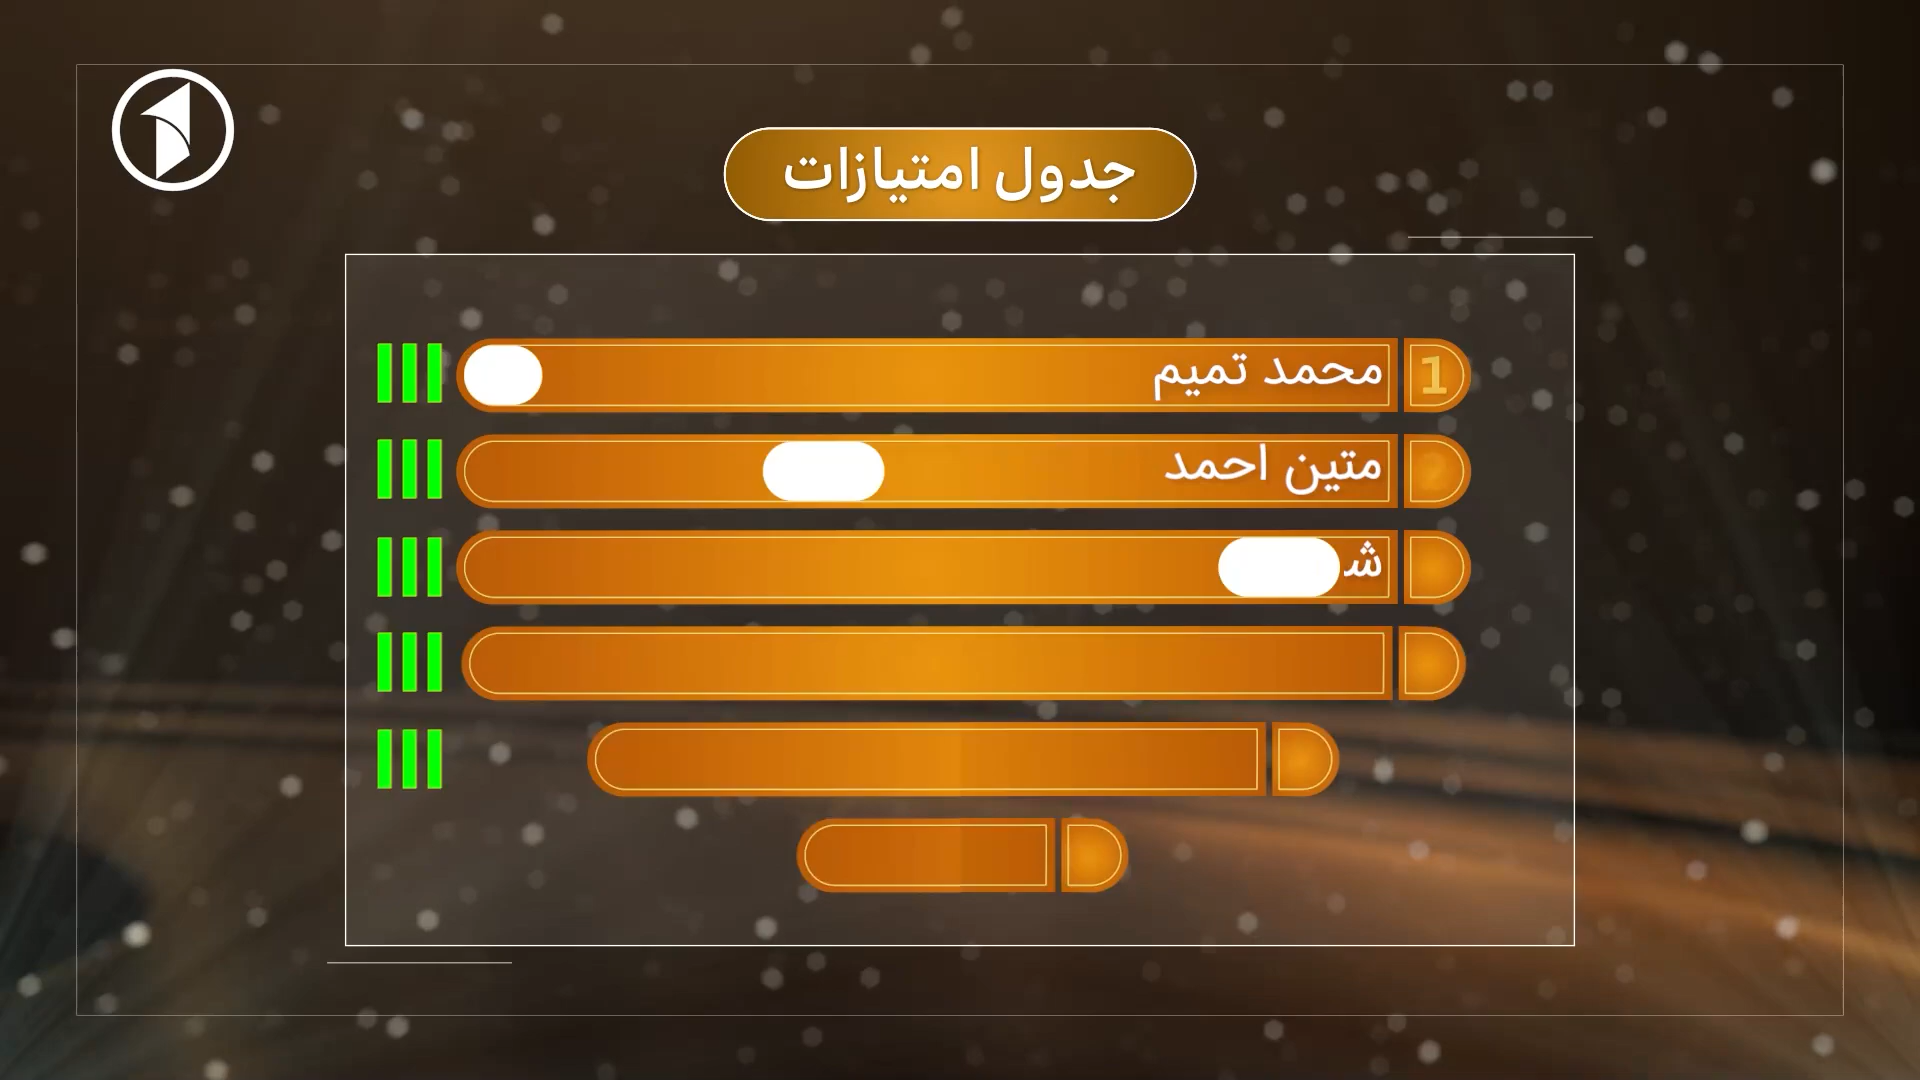 جدول امتیازات
1 محمد تمیم
متین احمد